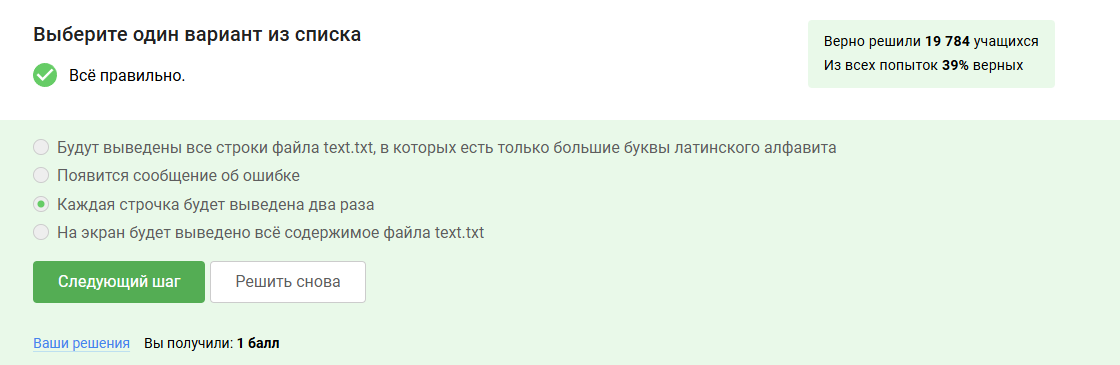 Выберите один вариант из списка
Верно решили 19 784 учащихся
Из всех попыток 39% верных
Всё правильно.
Будут выведены все строки файла text.txt, в которых есть только большие буквы латинского алфавита
Появится сообщение об ошибке
Каждая строчка будет выведена два раза
На экран будет выведено всё содержимое файла text.txt
Следующий шаг
Решить снова
Ваши решения Вы получили: 1 балл